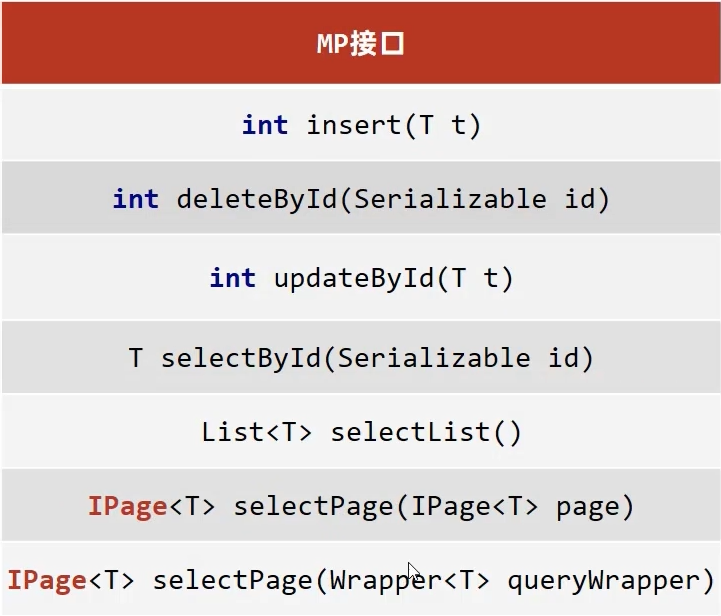 MP接口
int insert(T t)
int deleteById(Serializable id)
int updateById(T t)
T selectById(Serializable id)
List<T> selectList()
IPage<T> selectPage(IPage<T> page)
IPage<T> selectPage(Wrapper<T> queryWrapper)